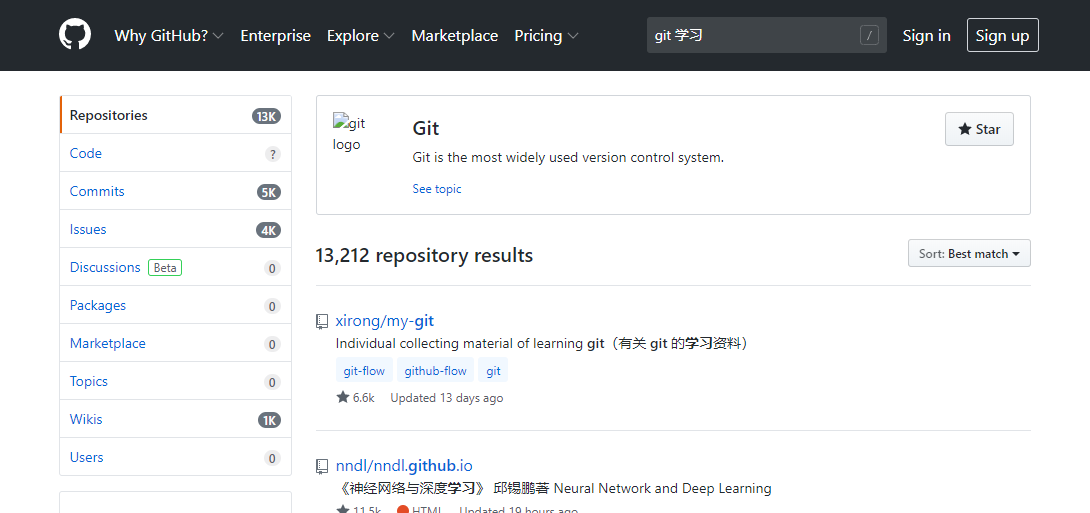 Why GitHub? Enterprise Explore Marketplace Pricing git 学习 / Sign in Sign up
Repositories 13K
Code ?
Commits 5K
Issues 4K
Discussions Beta 0
Packages 0
Marketplace 0
Topics 0
Wikis 1K
Users 0
git logo
Git
Star
Git is the most widely used version control system.
See topic
13,212 repository results
Sort: Best match
xirong/my-git
Individual collecting material of learning git（有关 git 的学习资料）
git-flow github-flow git
6.6k Updated 13 days ago
nndl/nndl.github.io
《神经网络与深度学习》 邱锡鹏著 Neural Network and Deep Learning
11.5k HTML Updated 19 hours ago